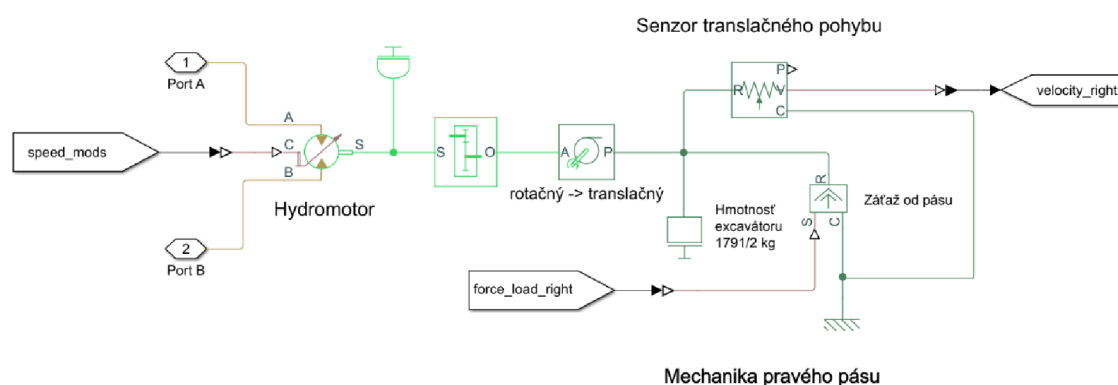 Senzor translačného pohybu
1
Port A
A
P
R
V
C
velocity_right
speed_mods
C
S
B
S
O
A
P
rotačný -> translačný
Hydromotor
R
Záťaž od pásu
S
C
Hmotnosť
excavátoru
1791/2 kg
2
Port B
force_load_right
Mechanika pravého pásu